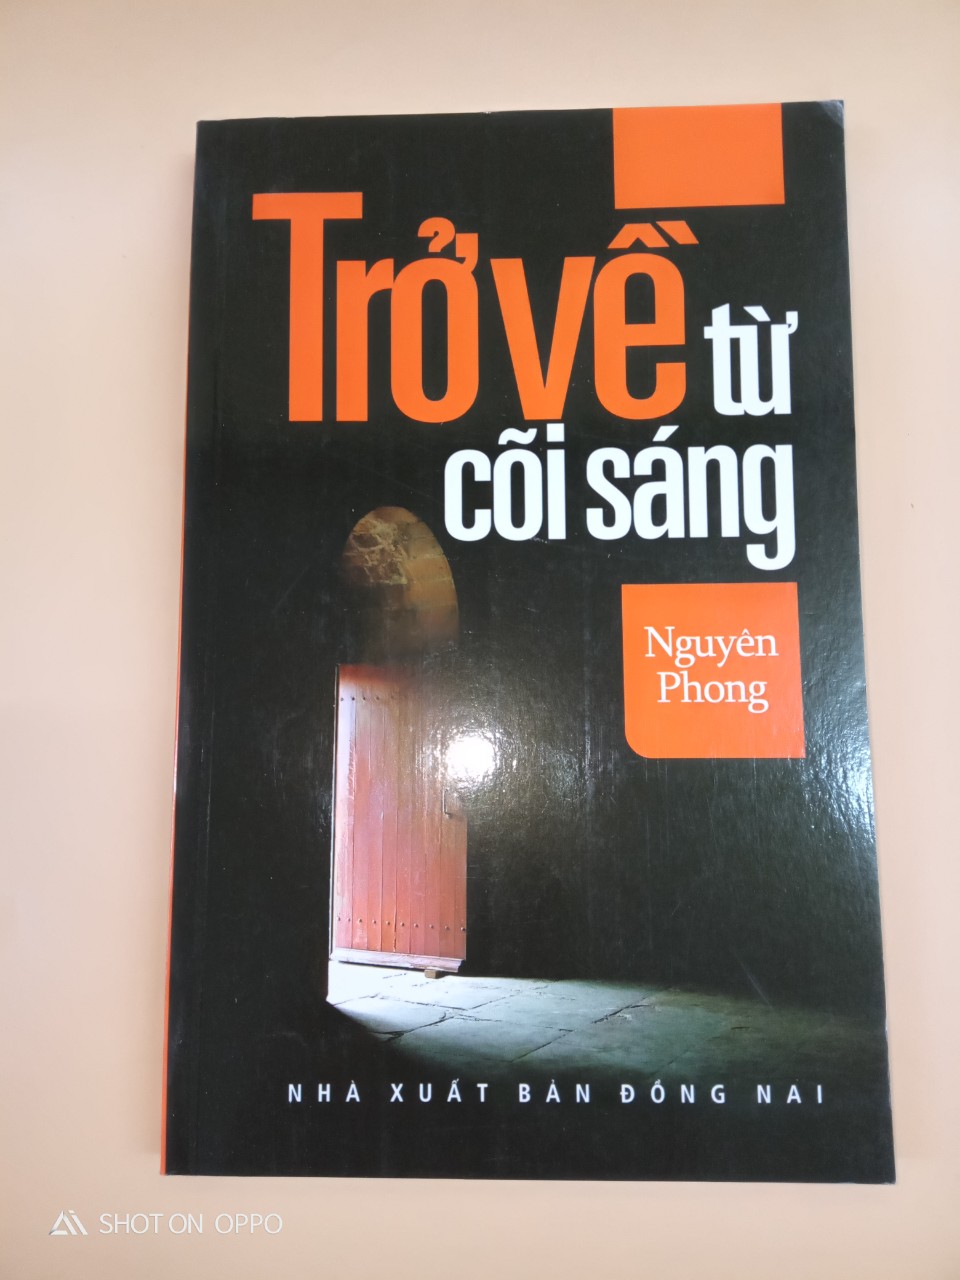 Trở về từ
cõi sáng
Nguyên
Phong
NHÀ XUẤT BẢN ĐỒNG NAI
SHOT ON OPPO